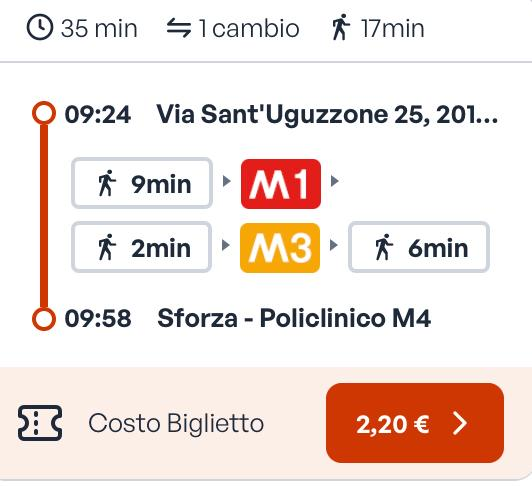 35 min 1 cambio 17min
09:24 Via Sant'Uguzzone 25, 201...
9min M1
2min M3 6min
09:58 Sforza - Policlinico M4
Costo Biglietto 2,20 €